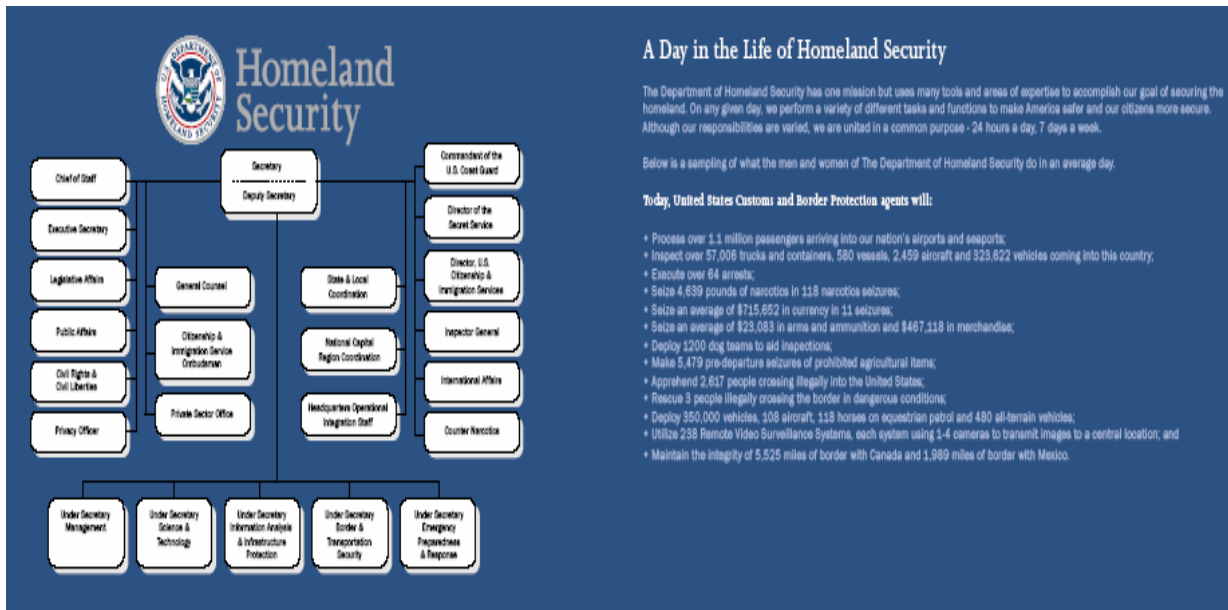 U.S. DEPARTMENT OF HOMELAND SECURITY
Homeland
Security
Secretary
Deputy Secretary
Chief of Staff
Executive Secretary
Legislative Affairs
Public Affairs
Civil Rights &
Civil Liberties
Privacy Officer
General Counsel
Citizenship &
Immigration Service
Ombudsman
Private Sector Office
State & Local
Coordination
National Capital
Region Coordination
Headquarters Operational
Integration Staff
Commandant of the
U.S. Coast Guard
Director of the
Secret Service
Director, U.S.
Citizenship &
Immigration Services
Inspector General
International Affairs
Counter Narcotics
Under Secretary
Management
Under Secretary
Science &
Technology
Under Secretary
Information Analysis
& Infrastructure
Protection
Under Secretary
Border &
Transportation
Security
Under Secretary
Emergency
Preparedness
& Response
A Day in the Life of Homeland Security
The Department of Homeland Security has one mission but uses many tools and areas of expertise to accomplish our goal of securing the
homeland. On any given day, we perform a variety of different tasks and functions to make America safer and our citizens more secure.
Although our responsibilities are varied, we are united in a common purpose - 24 hours a day, 7 days a week.
Below is a sampling of what the men and women of The Department of Homeland Security do in an average day.
Today, United States Customs and Border Protection agents will:
• Process over 1.1 million passengers arriving into our nation's airports and seaports;
• Inspect over 57,006 trucks and containers, 580 vessels, 2,459 aircraft and 323,622 vehicles coming into this country;
• Execute over 64 arrests;
• Seize 4,639 pounds of narcotics in 118 narcotics seizures;
• Seize an average of $715,652 in currency in 11 seizures;
• Seize an average of $23,083 in arms and ammunition and $467,118 in merchandise;
• Deploy 1200 dog teams to aid inspections;
• Make 5,479 pre-departure seizures of prohibited agricultural items;
• Apprehend 2,617 people crossing illegally into the United States;
• Rescue 3 people illegally crossing the border in dangerous conditions;
• Deploy 350,000 vehicles, 108 aircraft, 118 horses on equestrian patrol and 480 all-terrain vehicles;
• Utilize 238 Remote Video Surveillance Systems, each system using 1-4 cameras to transmit images to a central location; and
• Maintain the integrity of 5,525 miles of border with Canada and 1,989 miles of border with Mexico.